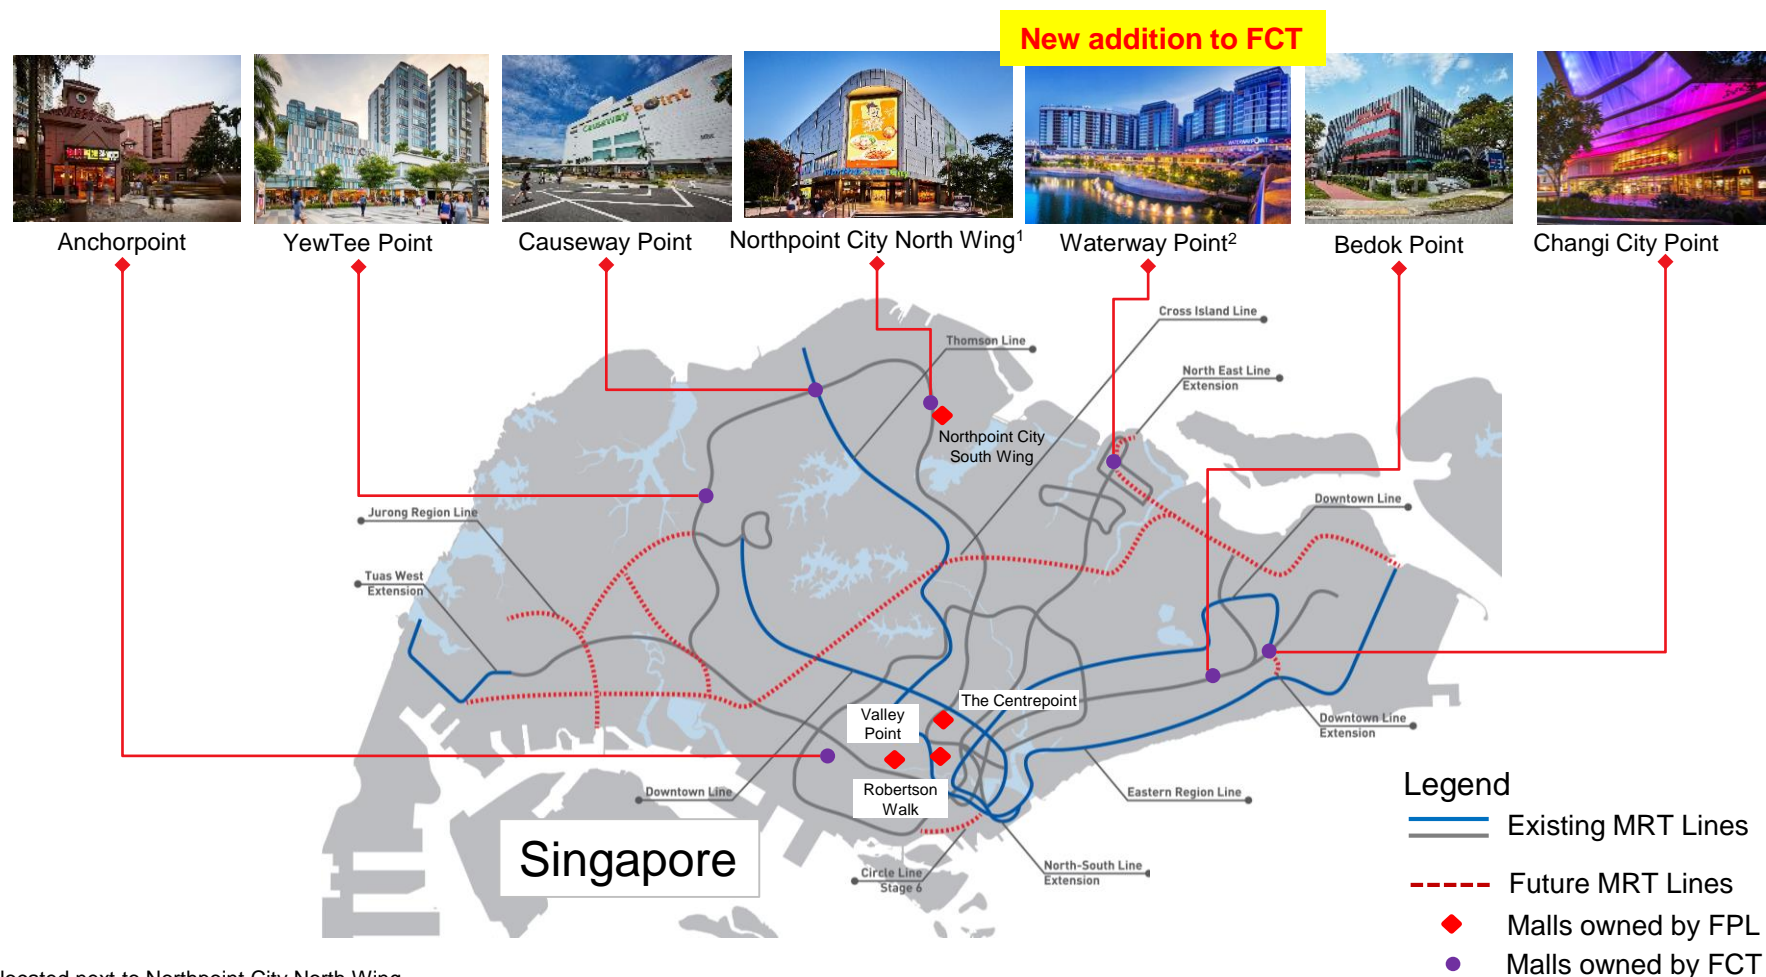 New addition to FCT
Causeway Point
WATERWAY POINT
Anchorpoint
YewTee Point
Causeway Point
Northpoint City North Wing¹
Waterway Point²
Bedok Point
Changi City Point
Cross Island Line
Thomson Line
North East Line
Extension
Northpoint City
South Wing
Downtown Line
Jurong Region Line
Tuas West
Extension
The Centrepoint
Valley
Point
Downtown Line
Extension
Robertson
Walk
Downtown Line
Eastern Region Line
Singapore
Circle Line
Stage 6
North-South Line
Extension
Legend
Existing MRT Lines
Future MRT Lines
Malls owned by FPL
Malls owned by FCT
located next to Northpoint City North Wing